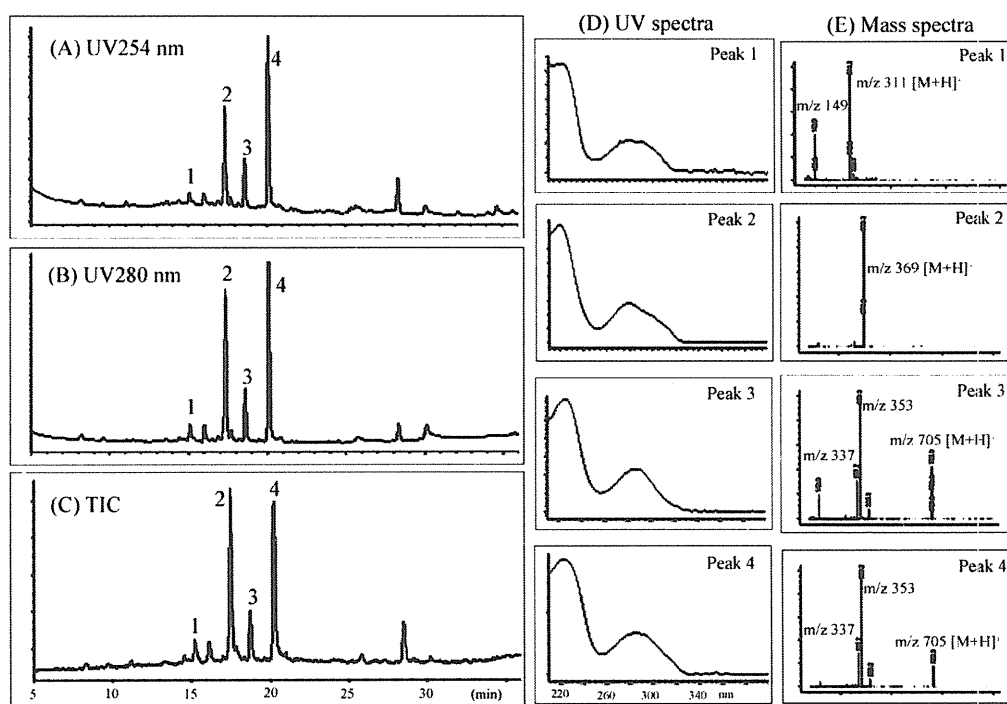 (A) UV254 nm
1
2
3
4
(B) UV280 nm
1
2
3
4
(C) TIC
1
2
3
4
5 10 15 20 25 30 (min)
(D) UV spectra
Peak 1
Peak 2
Peak 3
Peak 4
220 260 300 340 nm
(E) Mass spectra
Peak 1
m/z 311 [M+H]
m/z 149
Peak 2
m/z 369 [M+H]
Peak 3
m/z 353
m/z 337
m/z 705 [M+H]
Peak 4
m/z 353
m/z 337
m/z 705 [M+H]